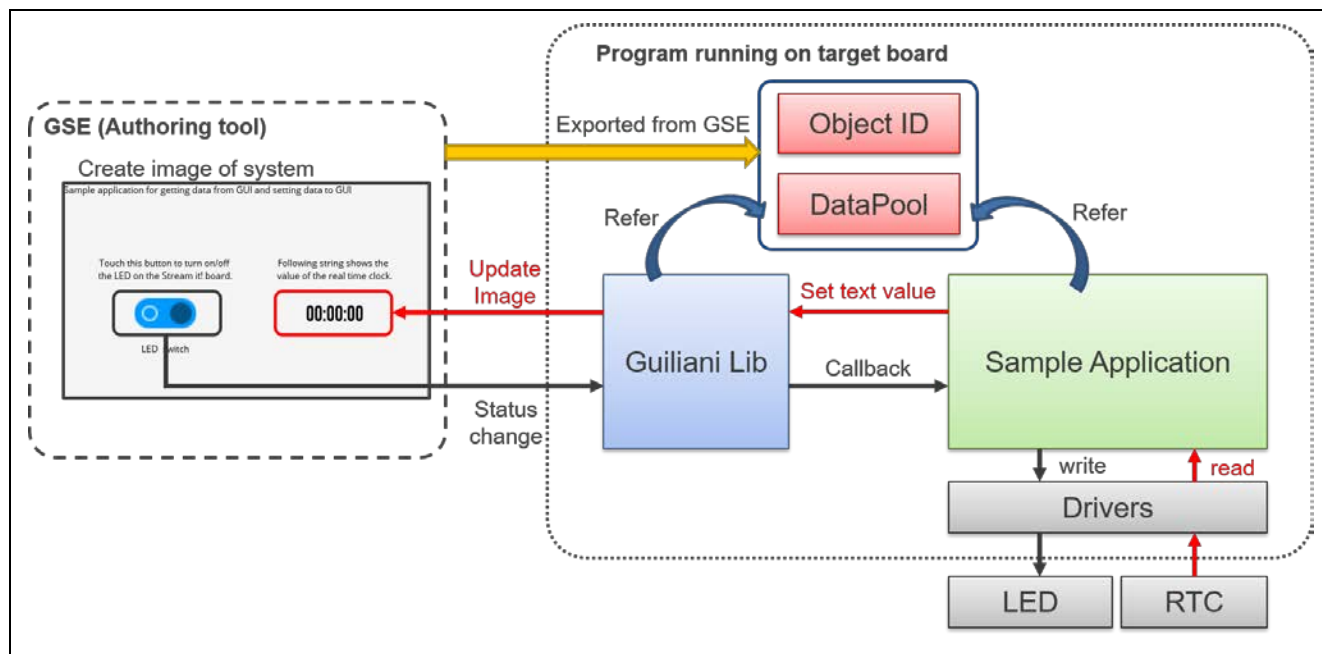 Program running on target board
GSE (Authoring tool)
Exported from GSE
Object ID
Create image of system
Sample application for getting data from GUI and setting data to GUI
DataPool
Refer
Refer
Touch this button to turn on/off
the LED on the Stream it! board.
Following string shows the
value of the real time clock.
Update
Image
Set text value
00:00:00
LED switch
Guiliani Lib
Callback
Sample Application
Status
change
write
read
Drivers
LED
RTC